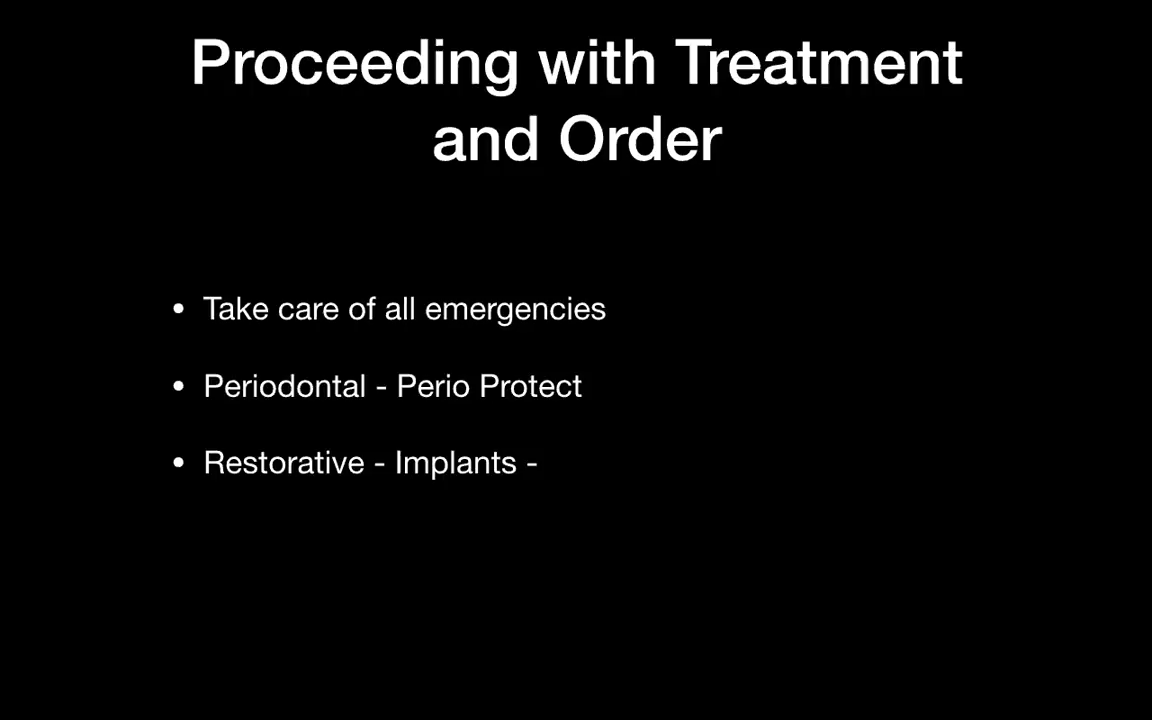 Proceeding with Treatment
and Order
• Take care of all emergencies
• Periodontal - Perio Protect
• Restorative - Implants -